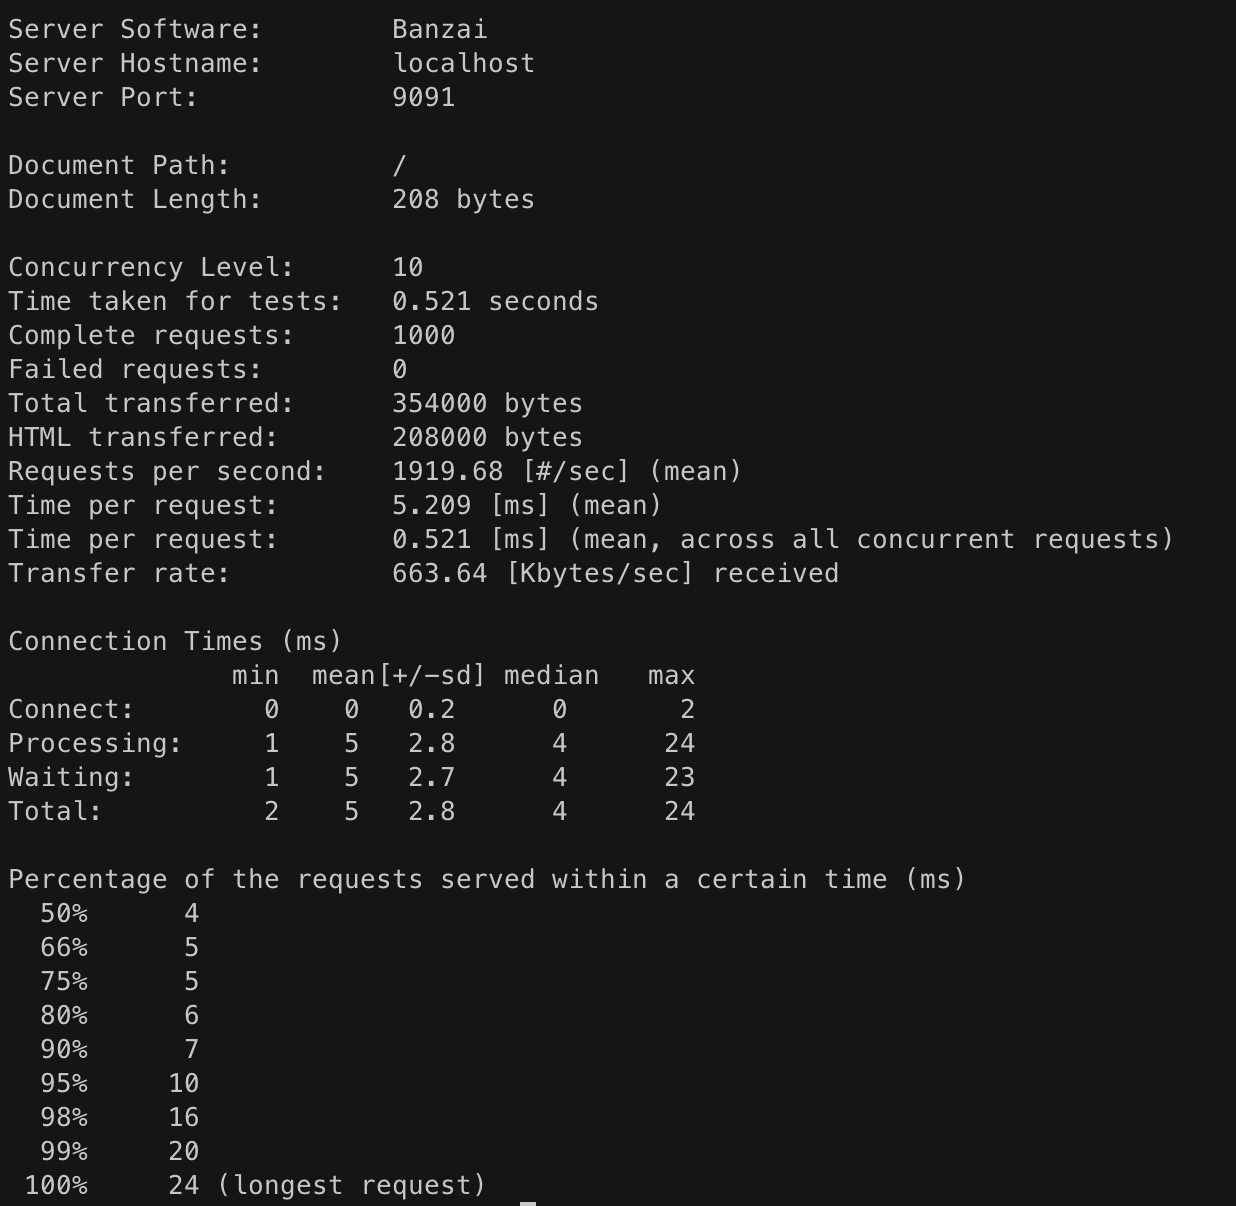 Server Software:        Banzai
Server Hostname:        localhost
Server Port:            9091

Document Path:          /
Document Length:        208 bytes

Concurrency Level:      10
Time taken for tests:   0.521 seconds
Complete requests:      1000
Failed requests:        0
Total transferred:      354000 bytes
HTML transferred:       208000 bytes
Requests per second:    1919.68 [#/sec] (mean)
Time per request:       5.209 [ms] (mean)
Time per request:       0.521 [ms] (mean, across all concurrent requests)
Transfer rate:          663.64 [Kbytes/sec] received

Connection Times (ms)
              min  mean[+/-sd] median   max
Connect:        0    0   0.2      0       2
Processing:     1    5   2.8      4      24
Waiting:        1    5   2.7      4      23
Total:          2    5   2.8      4      24

Percentage of the requests served within a certain time (ms)
  50%      4
  66%      5
  75%      5
  80%      6
  90%      7
  95%     10
  98%     16
  99%     20
 100%     24 (longest request)